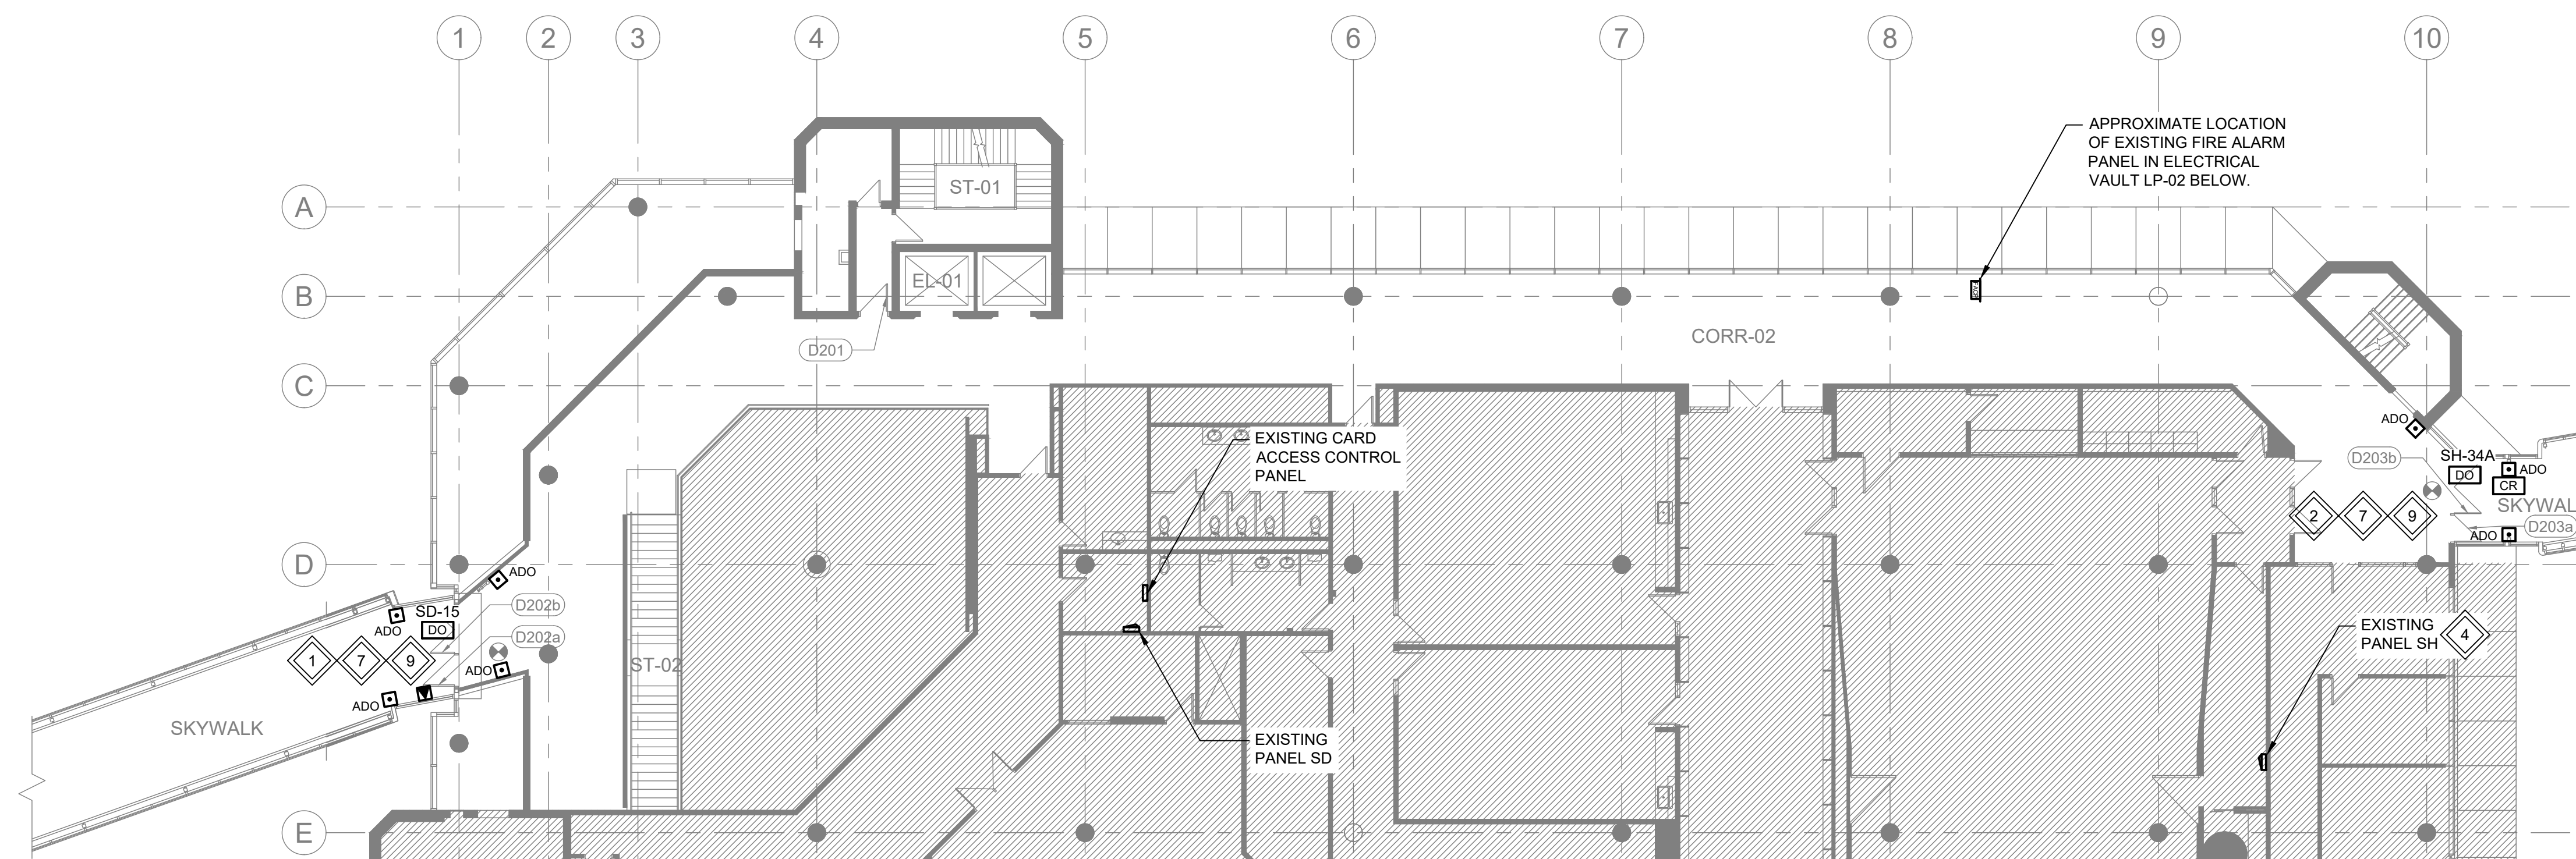 1
2
3
4
5
6
7
8
9
10
APPROXIMATE LOCATION
OF EXISTING FIRE ALARM
PANEL IN ELECTRICAL
VAULT LP-02 BELOW.
A
ST-01
B
EL-01
CORR-02
D201
C
ADO
EXISTING CARD
ACCESS CONTROL
PANEL
D203b
SH-34A
DO
ADO
CR
SKYWAL
2
7
9
D203a
ADO
D
ADO
SD-15
D202b
ADO
DO
D202a
EXISTING
PANEL SH
4
1
7
9
ADO
ST-02
ADO
SKYWALK
EXISTING
PANEL SD
E